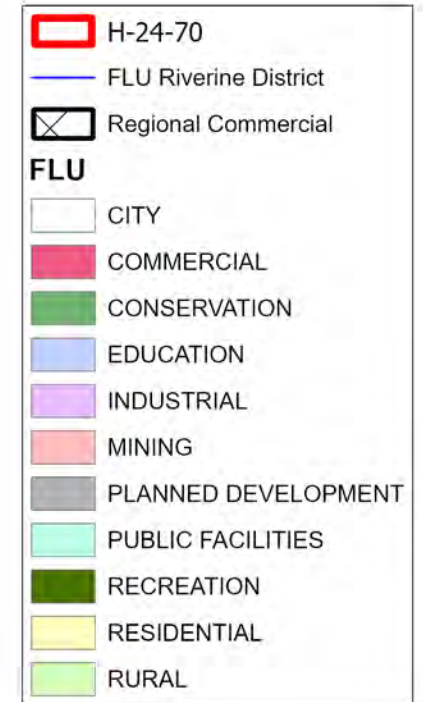 H-24-70
FLU Riverine District
Regional Commercial
FLU
CITY
COMMERCIAL
CONSERVATION
EDUCATION
INDUSTRIAL
MINING
PLANNED DEVELOPMENT
PUBLIC FACILITIES
RECREATION
RESIDENTIAL
RURAL